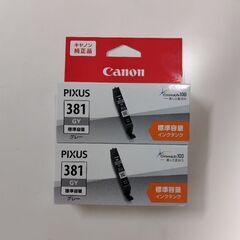 キヤノン
純正品
Canon
PIXUS
381
GY
標準容量
グレー
ChromaLife100
標準容量
インクタンク
PIXUS
381
GY
標準容量
グレー
ChromaLife100
標準容量
インクタンク